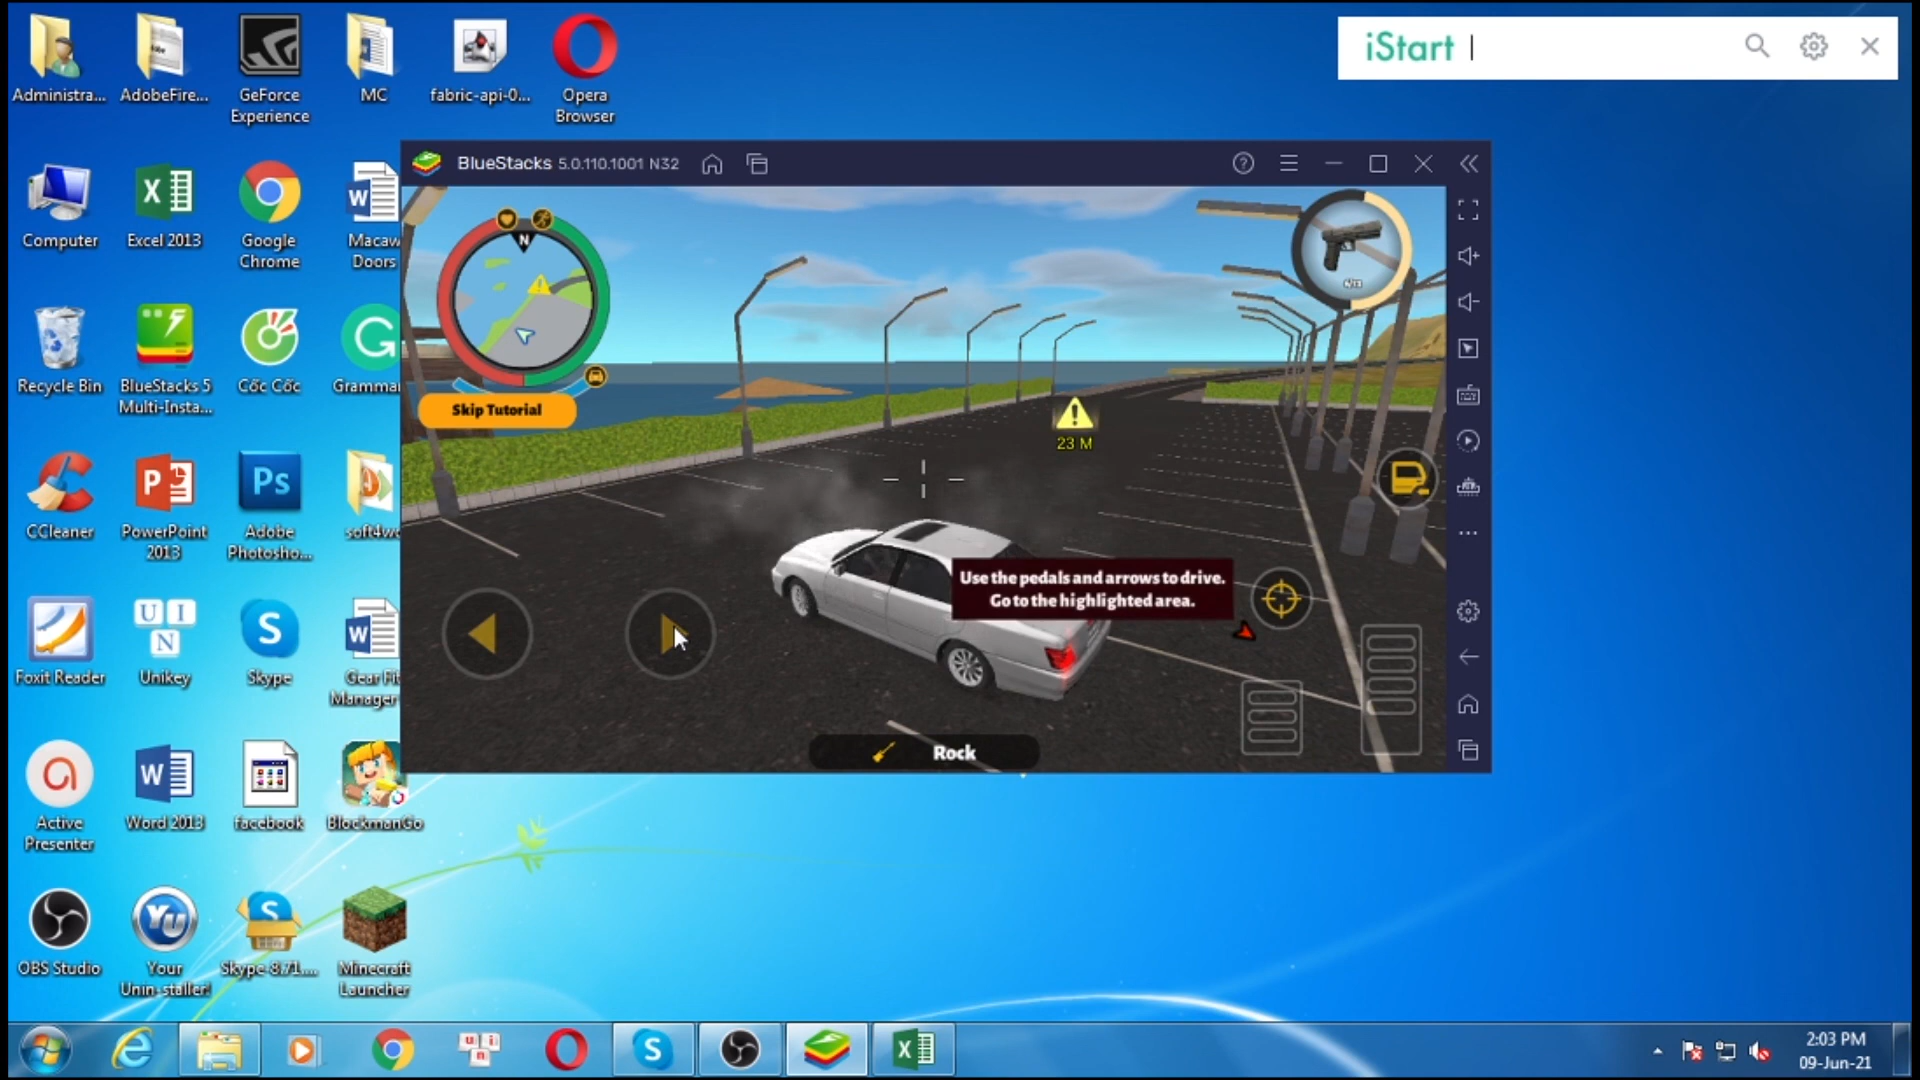 iStart
Administra...
AdobeFire...
GeForce
Experience
MC
fabric-api-0...
Opera
Browser
BlueStacks 5.0.110.1001 N32
Computer
Excel 2013
Google
Chrome
Macaw
Doors
N
Skip Tutorial
23 M
Recycle Bin
BlueStacks 5
Multi-Insta...
Cốc Cốc
Grammar
CCleaner
PowerPoint
2013
Adobe
Photosho...
Use the pedals and arrows to drive.
Go to the highlighted area.
Foxit Reader
Unikey
Skype
Gear Fit
Manager
Rock
Active
Presenter
Word 2013
facebook
BlockmanGo
OBS Studio
Your
Unin-staller!
Skype-8.71....
Minecraft
Launcher
2:03 PM
09-Jun-21